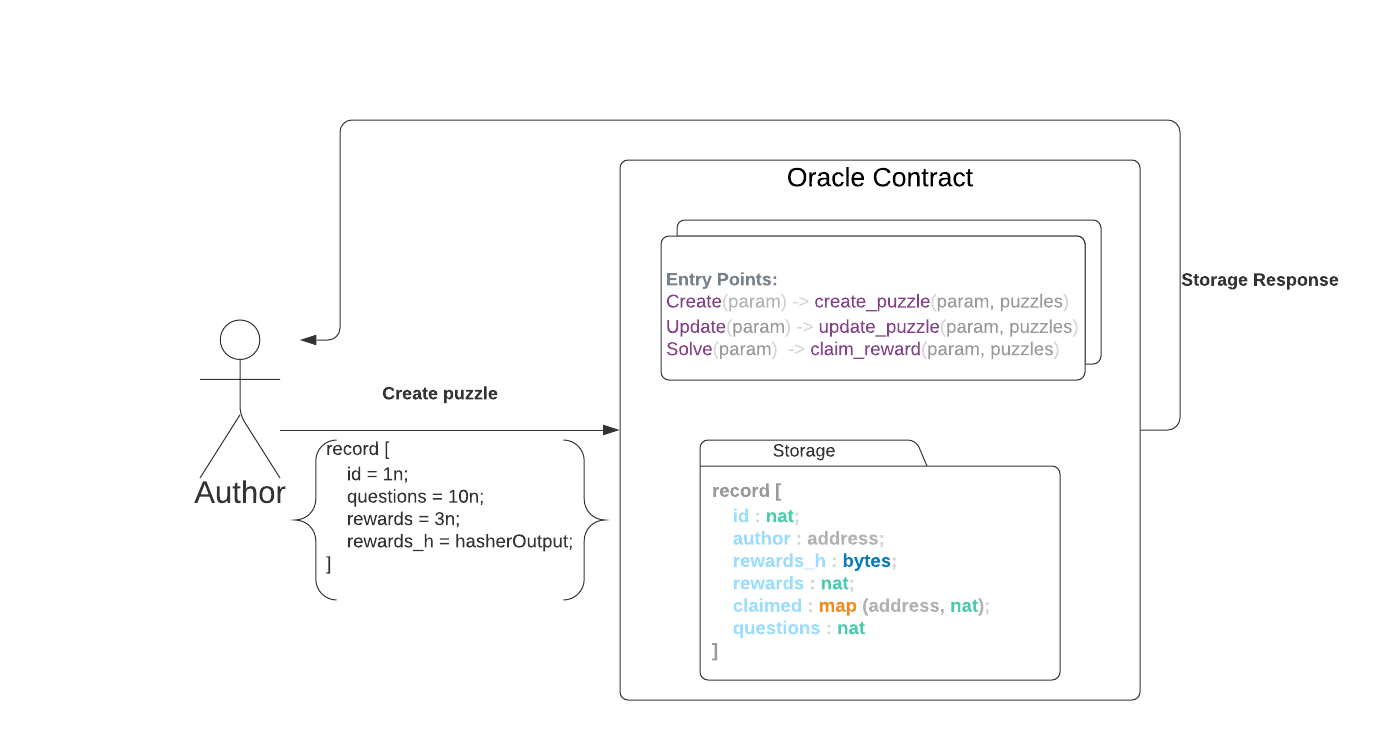 Oracle Contract
Entry Points:
Create(param) -> create_puzzle(param, puzzles)
Update(param) -> update_puzzle(param, puzzles)
Solve(param) -> claim_reward(param, puzzles)
Storage Response
Create puzzle
Author
record [
id = 1n;
questions = 10n;
rewards = 3n;
rewards_h = hasherOutput;
]
Storage
record [
id : nat;
author : address;
rewards_h : bytes;
rewards : nat;
claimed : map (address, nat);
questions : nat
]